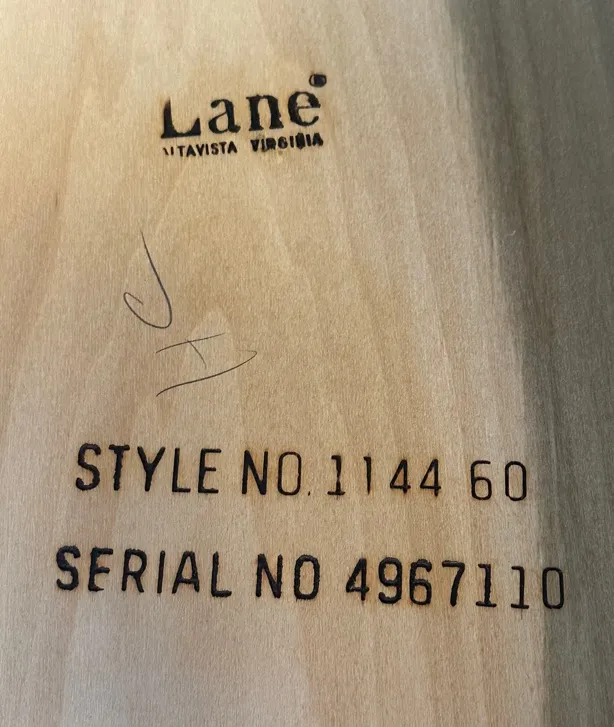 Lane®
ALTAVISTA VIRGINIA
J
H
STYLE NO. 1144 60
SERIAL NO 4967110